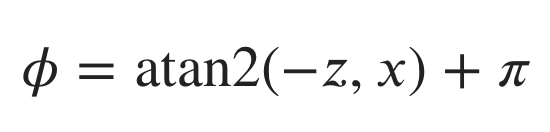 ϕ = atan2(−z, x) + π